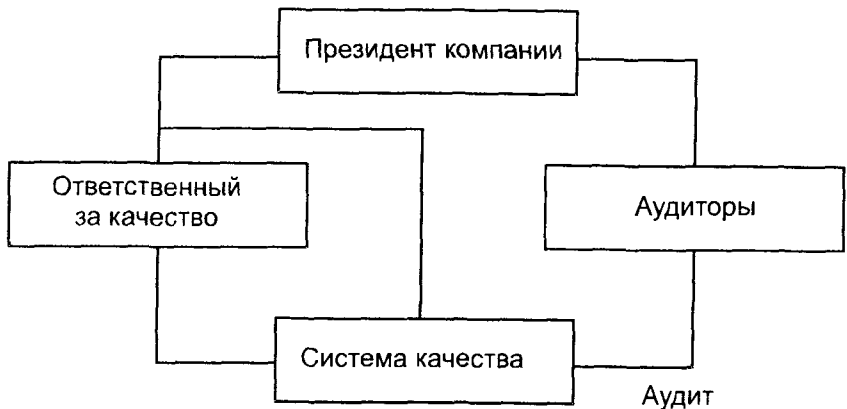 Президент компании
Ответственный
за качество
Аудиторы
Система качества
Аудит